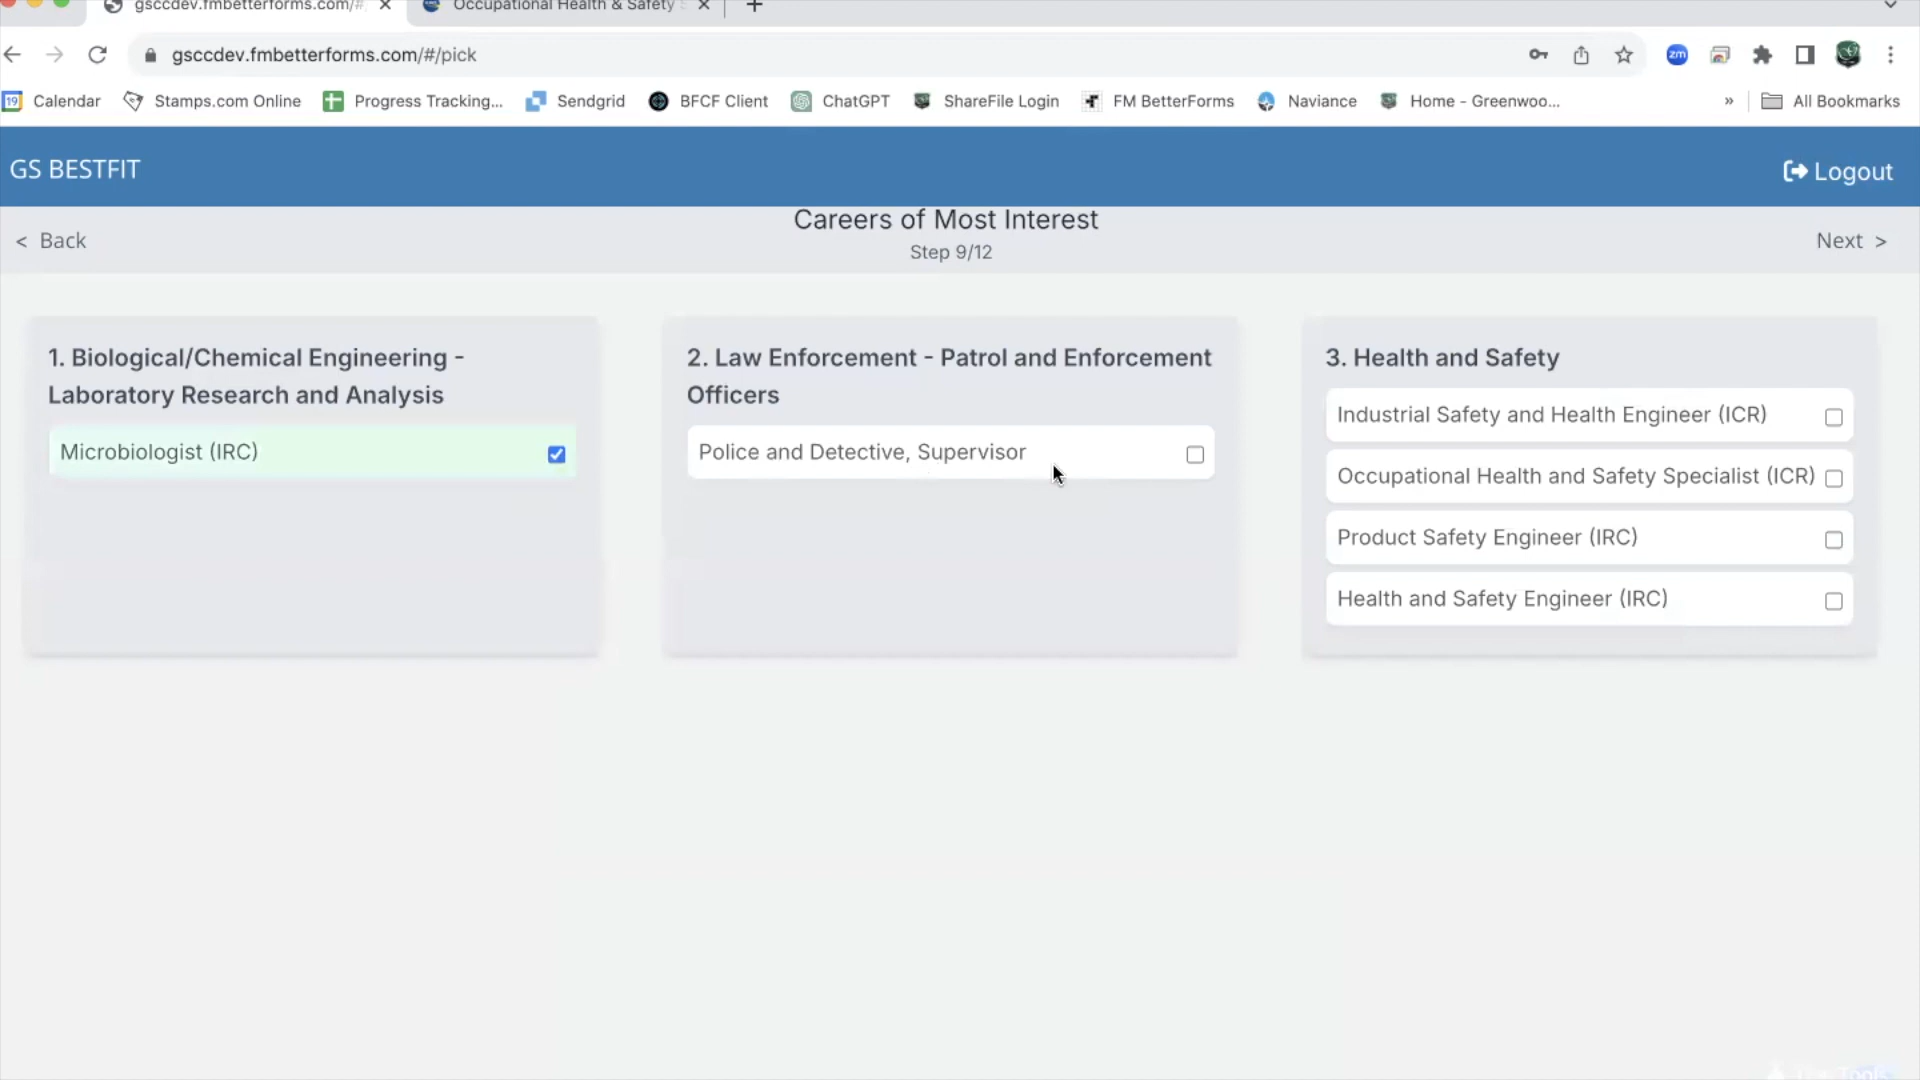 gsccdev.fmbetterforms.com/#
Occupational Health & Safety
gsccdev.fmbetterforms.com/#/pick
zm
19 Calendar Stamps.com Online Progress Tracking... Sendgrid BFCF Client ChatGPT ShareFile Login FM BetterForms Naviance Home - Greenwoo... » All Bookmarks
GS BESTFIT
Logout
< Back
Careers of Most Interest
Step 9/12
Next >
1. Biological/Chemical Engineering -
Laboratory Research and Analysis
Microbiologist (IRC)
2. Law Enforcement - Patrol and Enforcement
Officers
Police and Detective, Supervisor
3. Health and Safety
Industrial Safety and Health Engineer (ICR)
Occupational Health and Safety Specialist (ICR)
Product Safety Engineer (IRC)
Health and Safety Engineer (IRC)